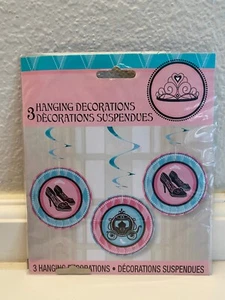 3 HANGING DECORATIONS
DÉCORATIONS SUSPENDUES
3 HANGING DECORATIONS • DÉCORATIONS SUSPENDUES